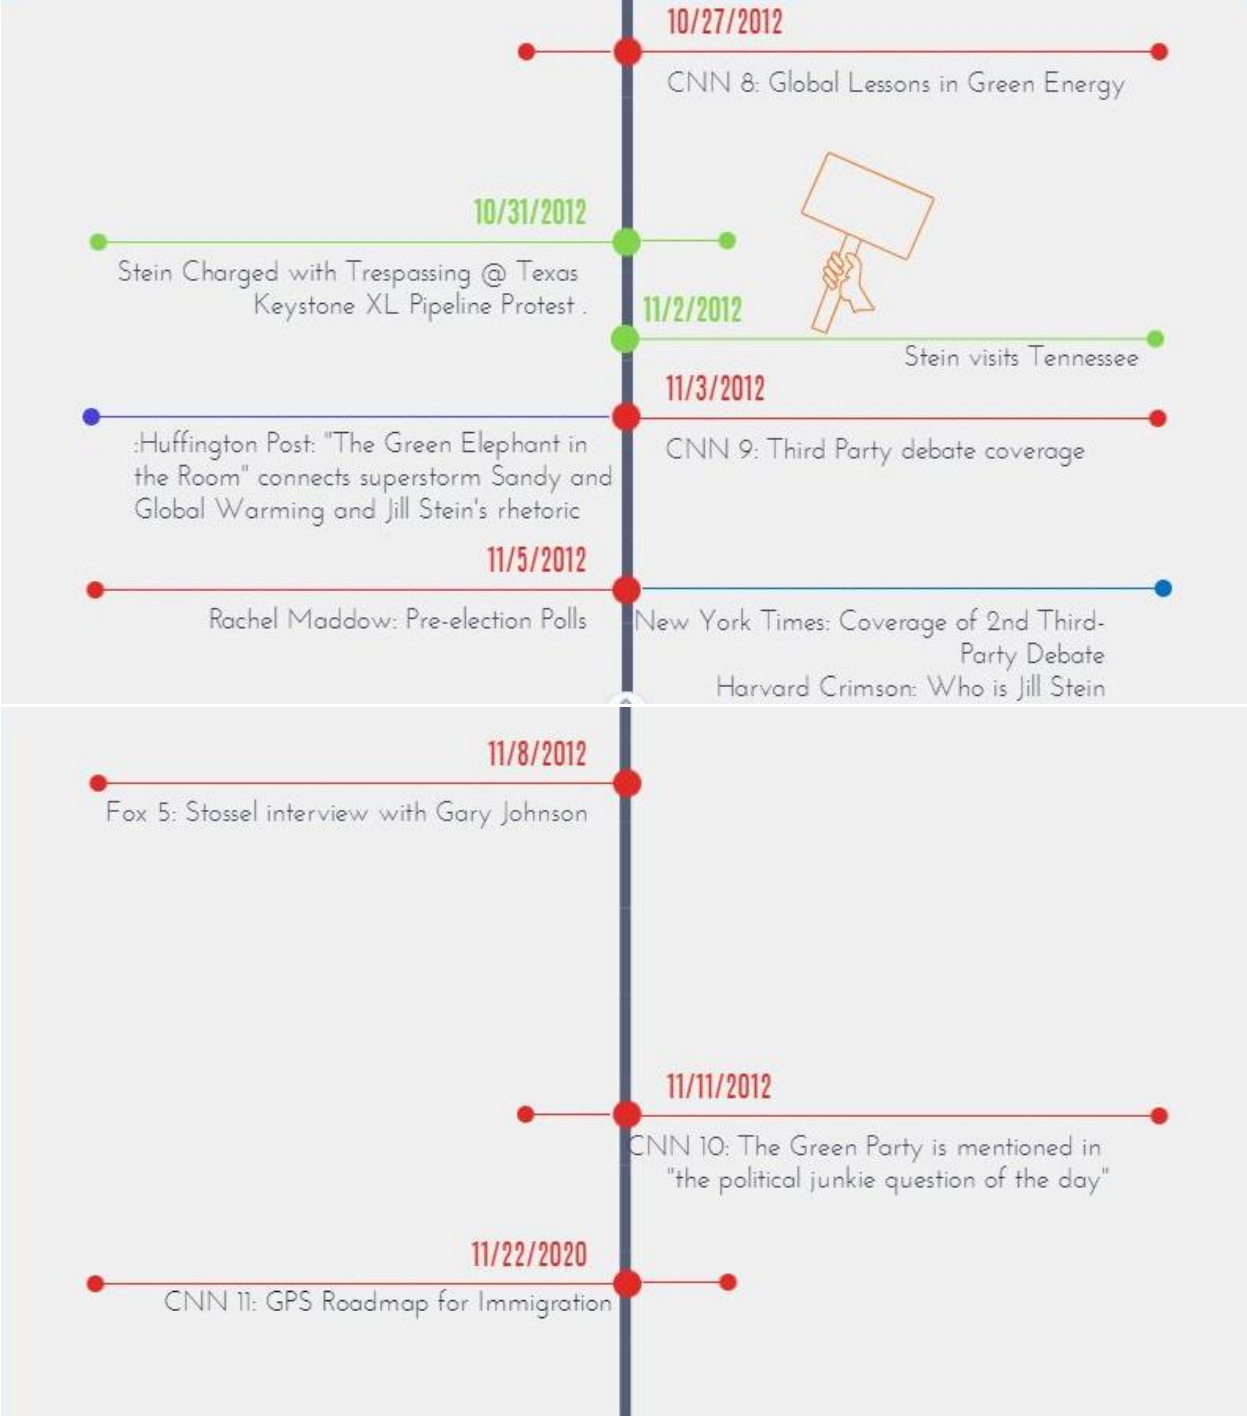 10/27/2012
CNN 8: Global Lessons in Green Energy
10/31/2012
Stein Charged with Trespassing @ Texas
Keystone XL Pipeline Protest .
11/2/2012
Stein visits Tennessee
11/3/2012
:Huffington Post: "The Green Elephant in
the Room" connects superstorm Sandy and
Global Warming and Jill Stein's rhetoric
CNN 9: Third Party debate coverage
11/5/2012
Rachel Maddow: Pre-election Polls
New York Times: Coverage of 2nd Third-
Party Debate
Harvard Crimson: Who is Jill Stein
11/8/2012
Fox 5: Stossel interview with Gary Johnson
11/11/2012
CNN 10: The Green Party is mentioned in
"the political junkie question of the day"
11/22/2020
CNN 11: GPS Roadmap for Immigration